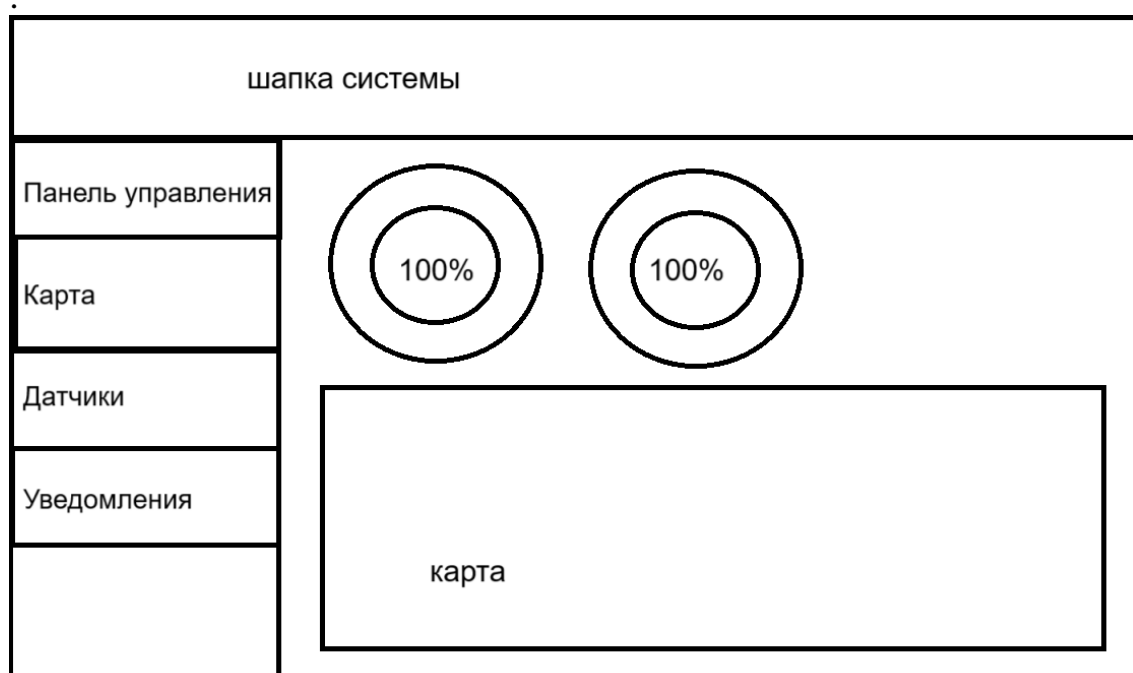 шапка системы
Панель управления
Карта
Датчики
Уведомления
100%
100%
карта